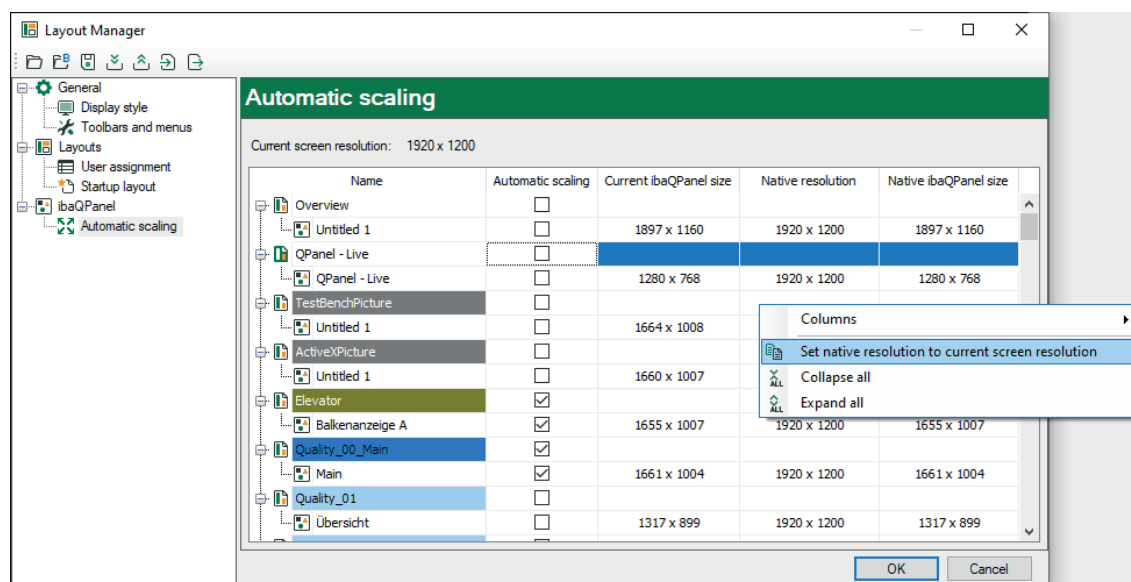 Layout Manager
General
Display style
Toolbars and menus
Layouts
User assignment
Startup layout
ibaQPanel
Automatic scaling
Automatic scaling
Current screen resolution: 1920 x 1200
Name Automatic scaling Current ibaQPanel size Native resolution Native ibaQPanel size
Overview
Untitled 1 1897 x 1160 1920 x 1200 1897 x 1160
QPanel - Live
QPanel - Live 1280 x 768 1920 x 1200 1280 x 768
TestBenchPicture
Untitled 1 1664 x 1008
ActiveXPicture
Untitled 1 1660 x 1007
Elevator
Balkenanzeige A 1655 x 1007 1920 x 1200 1655 x 1007
Quality_00_Main
Main 1661 x 1004 1920 x 1200 1661 x 1004
Quality_01
Übersicht 1317 x 899 1920 x 1200 1317 x 899
Columns
Set native resolution to current screen resolution
ALL Collapse all
ALL Expand all
OK Cancel